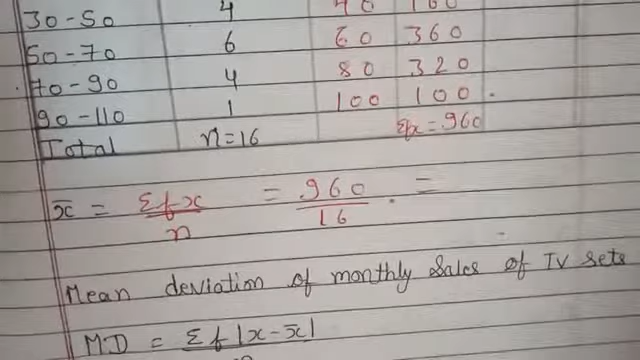 30-50 4 40 160
50-70 6 60 360
70-90 4 80 320
90-110 1 100 100.
Total n=16 Σfx=960
x̄ = Σfx/n = 960/16. =
Mean deviation of monthly Sales of TV sets
MD = Σf|x-x̄|